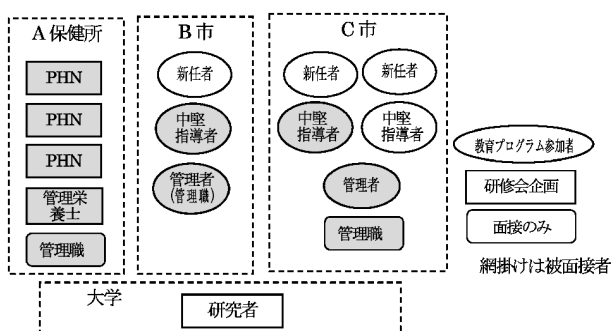 A 保健所
PHN
PHN
PHN
管理栄
養士
管理職
B 市
新任者
中堅
指導者
管理者
(管理職)
C 市
新任者
新任者
中堅
指導者
中堅
指導者
管理者
管理職
教育プログラム参加者
研修会企画
面接のみ
網掛けは被面接者
大学
研究者